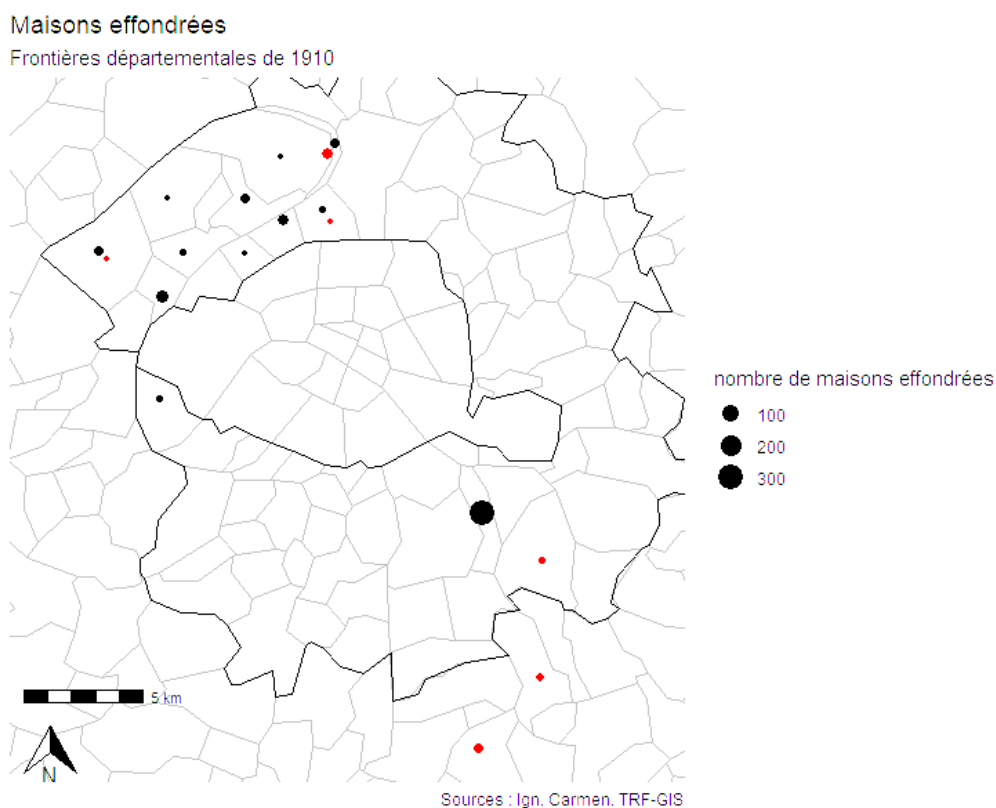 Maisons effondrées
Frontières départementales de 1910
nombre de maisons effondrées
100
200
300
5 km
N
Sources : Ign, Carmen, TRF-GIS